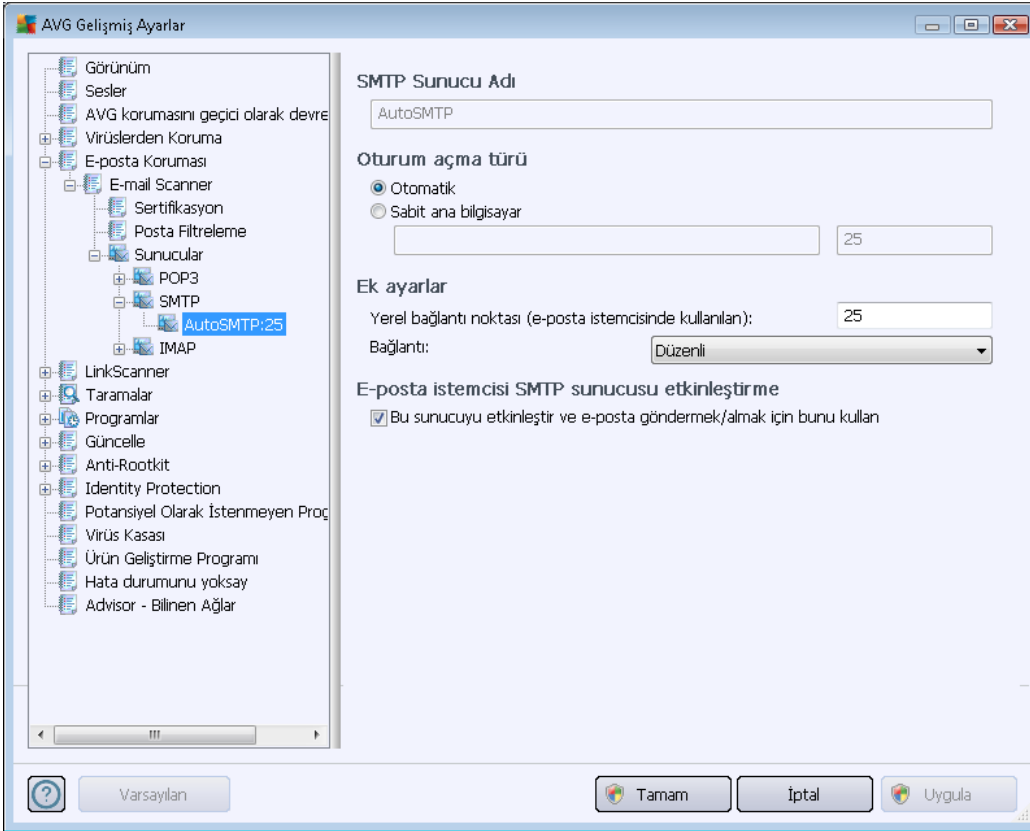 AVG Gelişmiş Ayarlar
Görünüm
Sesler
AVG korumasını geçici olarak devre
Virüslerden Koruma
E-posta Koruması
E-mail Scanner
Sertifikasyon
Posta Filtreleme
Sunucular
POP3
SMTP
AutoSMTP:25
IMAP
LinkScanner
Taramalar
Programlar
Güncelle
Anti-Rootkit
Identity Protection
Potansiyel Olarak İstenmeyen Prog
Virüs Kasası
Ürün Geliştirme Programı
Hata durumunu yoksay
Advisor - Bilinen Ağlar
SMTP Sunucu Adı
AutoSMTP
Oturum açma türü
Otomatik
Sabit ana bilgisayar
25
Ek ayarlar
Yerel bağlantı noktası (e-posta istemcisinde kullanılan): 25
Bağlantı: Düzenli
E-posta istemcisi SMTP sunucusu etkinleştirme
Bu sunucuyu etkinleştir ve e-posta göndermek/almak için bunu kullan
? Varsayılan Tamam İptal Uygula